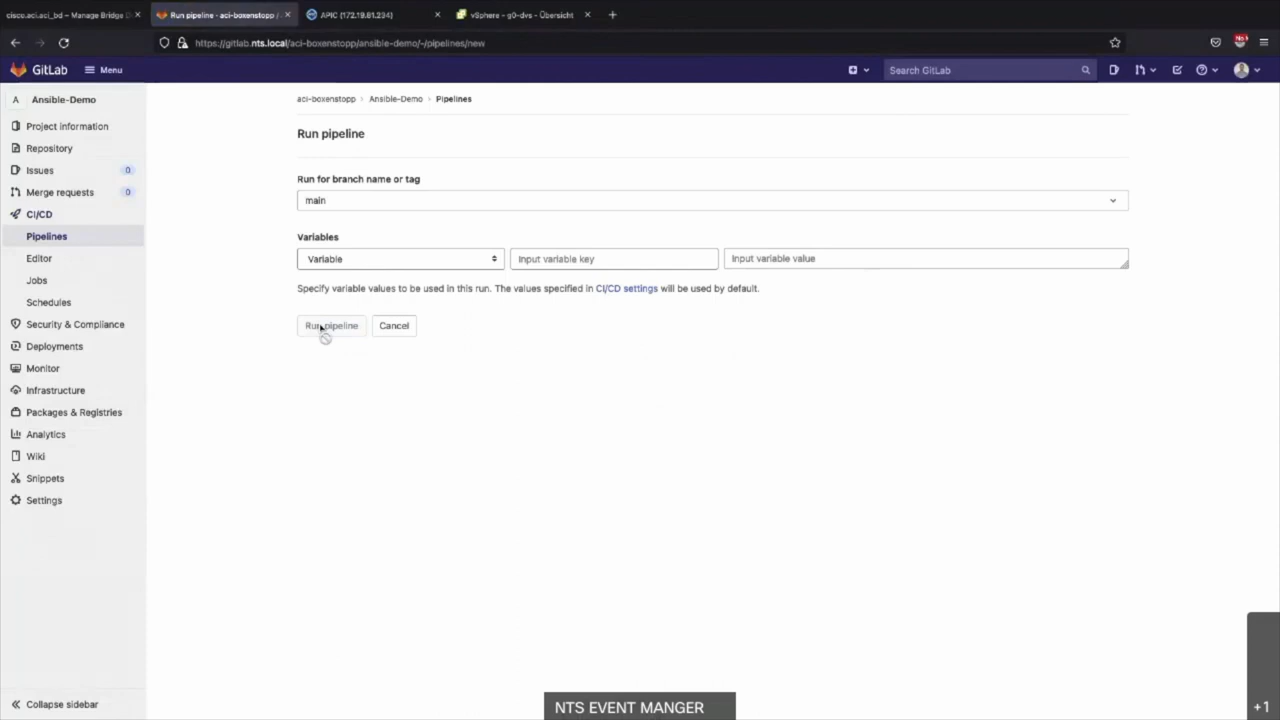 cisco.aci.aci_bd – Manage Bridge D
Run pipeline · aci-boxenstopp /
APIC (172.19.81.234)
vSphere – g0-dvs – Übersicht
https://gitlab.nts.local/aci-boxenstopp/ansible-demo/-/pipelines/new
GitLab
Menu
Search GitLab
A Ansible-Demo
Project information
Repository
Issues 0
Merge requests 0
CI/CD
Pipelines
Editor
Jobs
Schedules
Security & Compliance
Deployments
Monitor
Infrastructure
Packages & Registries
Analytics
Wiki
Snippets
Settings
Collapse sidebar
aci-boxenstopp › Ansible-Demo › Pipelines
Run pipeline
Run for branch name or tag
main
Variables
Variable
Input variable key
Input variable value
Specify variable values to be used in this run. The values specified in CI/CD settings will be used by default.
Run pipeline
Cancel
NTS EVENT MANGER
+1